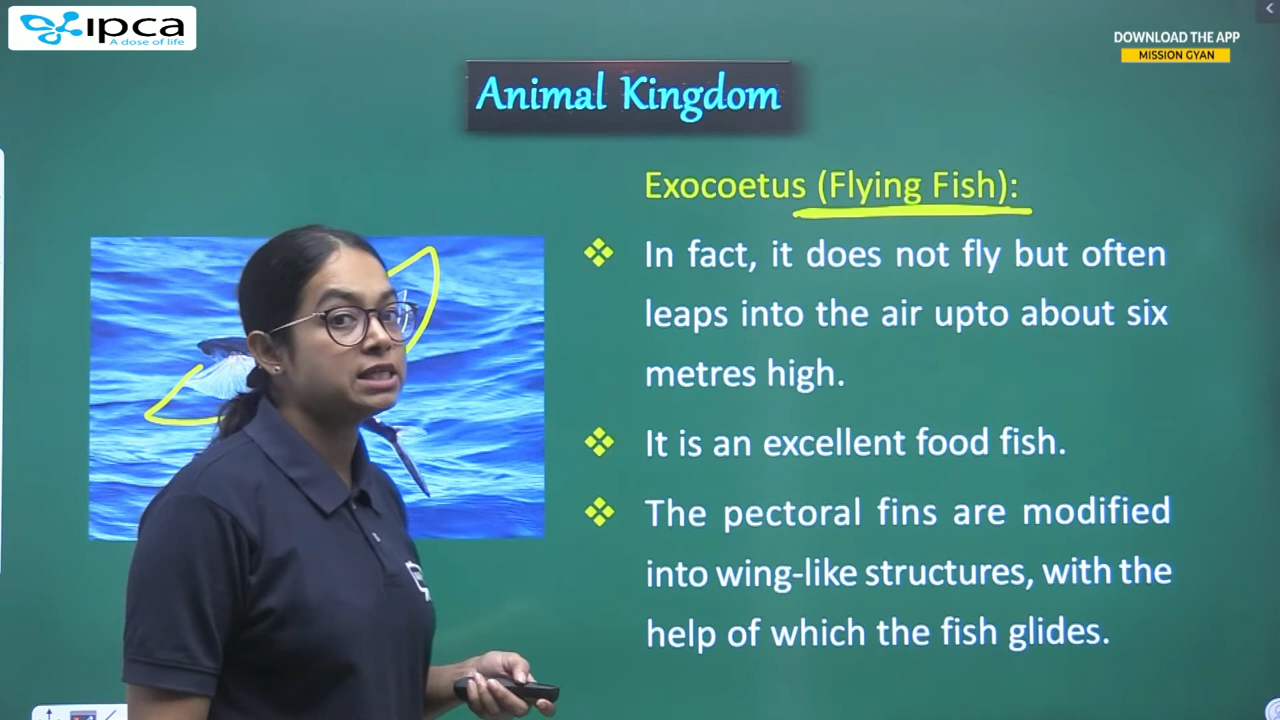 ipca
A dose of life
DOWNLOAD THE APP
MISSION GYAN
Animal Kingdom
Exocoetus (Flying Fish):
In fact, it does not fly but often
leaps into the air upto about six
metres high.
It is an excellent food fish.
The pectoral fins are modified
into wing-like structures, with the
help of which the fish glides.